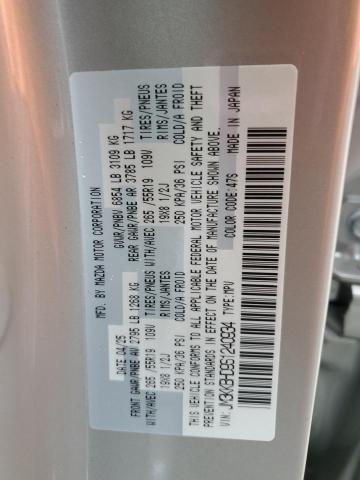 MFD. BY MAZDA MOTOR CORPORATION
DATE 04/25 GVWR/PNBV 6854 LB 3109 KG
FRONT GAWR/PNBE AV 2795 LB 1268 KG REAR GAWR/PNBE AR 3785 LB 1717 KG
WITH/AVEC 265 /55R19 109V TIRES/PNEUS WITH/AVEC 265 /55R19 109V TIRES/PNEUS
19X8 1/2J RIMS/JANTES 19X8 1/2J RIMS/JANTES
250 KPA/36 PSI COLD/A FROID 250 KPA/36 PSI COLD/A FROID
THIS VEHICLE CONFORMS TO ALL APPLICABLE FEDERAL MOTOR VEHICLE SAFETY AND THEFT
PREVENTION STANDARDS IN EFFECT ON THE DATE OF MANUFACTURE SHOWN ABOVE.
MADE IN JAPAN
JM3KKBHC9S1240934 TYPE:MPV COLOR CODE:47S